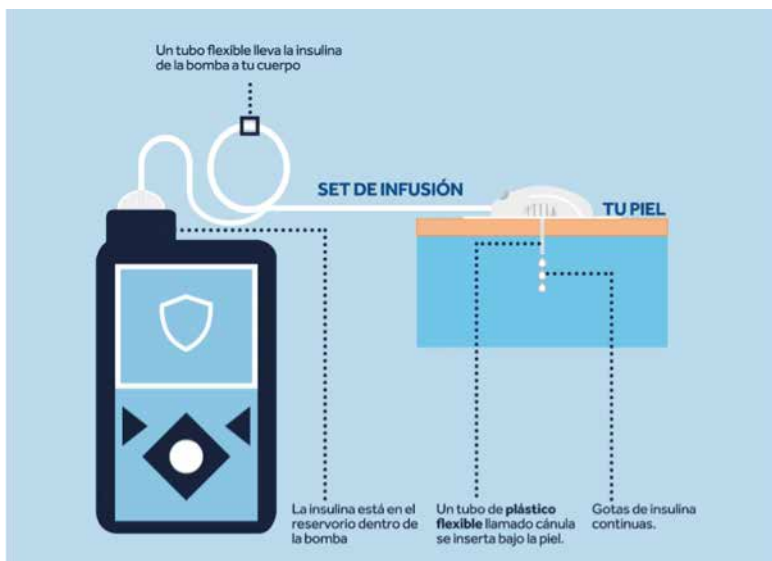 Un tubo flexible lleva la insulina
de la bomba a tu cuerpo
SET DE INFUSIÓN
TU PIEL
La insulina está en el
reservorio dentro de
la bomba
Un tubo de plástico
flexible llamado cánula
se inserta bajo la piel.
Gotas de insulina
continuas.